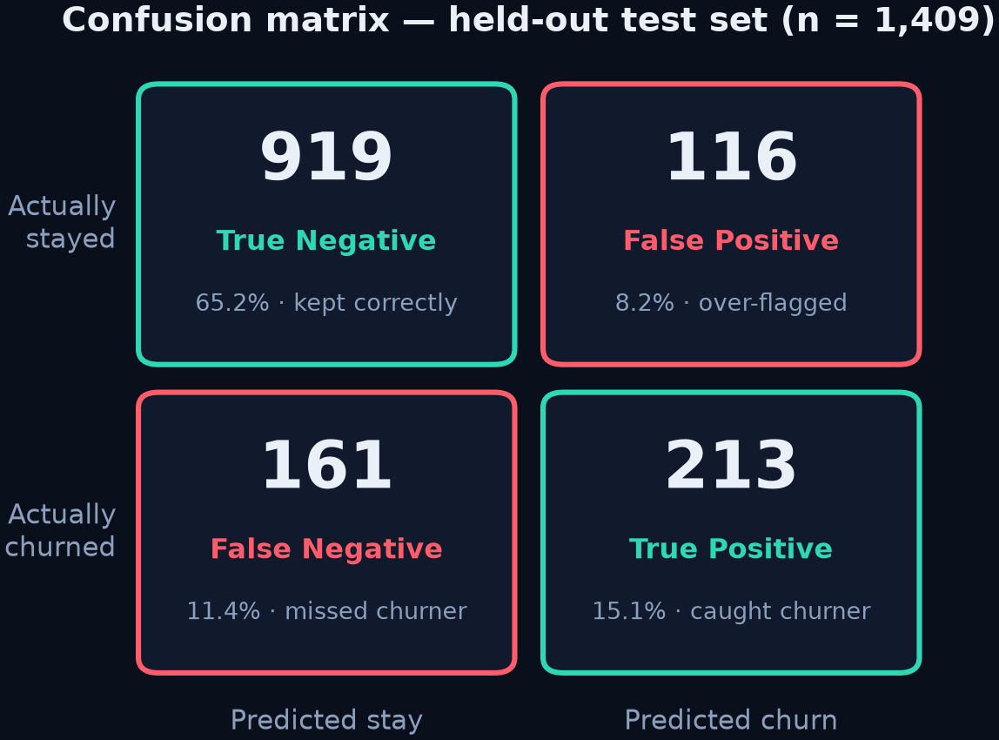 Confusion matrix — held-out test set (n = 1,409)
919
116
Actually
stayed
True Negative
False Positive
65.2% · kept correctly
8.2% · over-flagged
161
213
Actually
churned
False Negative
True Positive
11.4% · missed churner
15.1% · caught churner
Predicted stay
Predicted churn